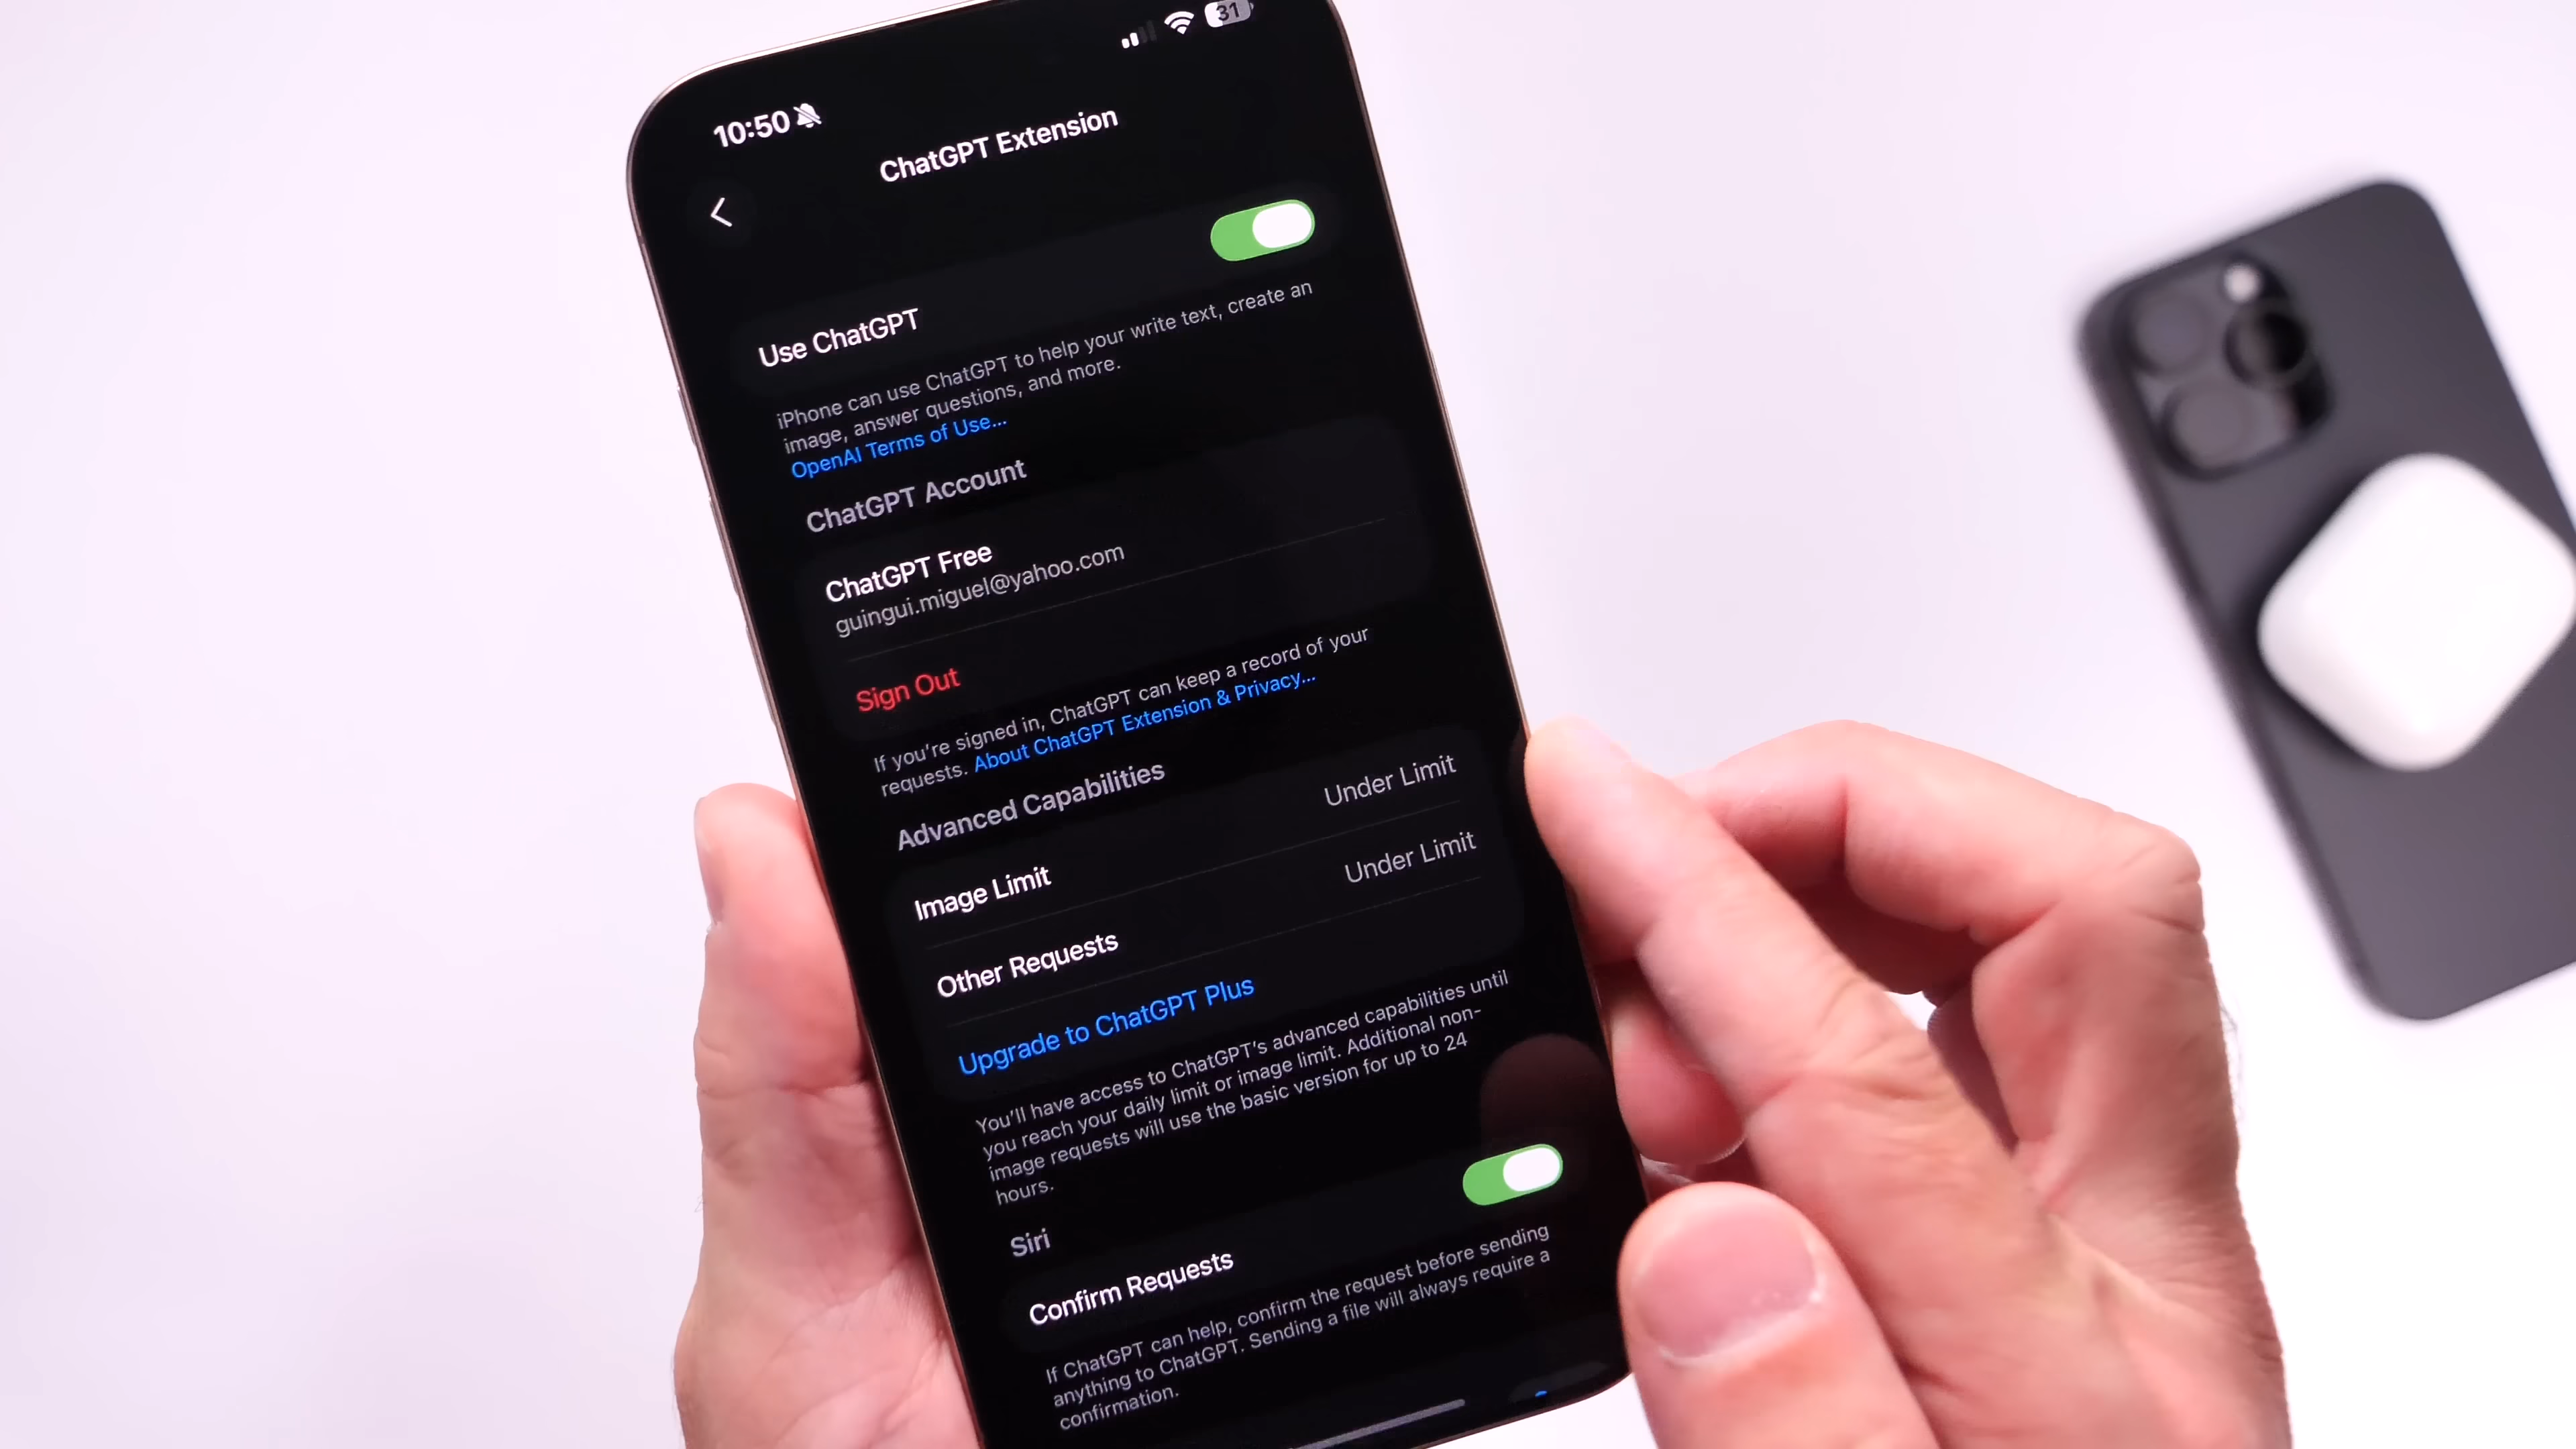 31
10:50
ChatGPT Extension
Use ChatGPT
iPhone can use ChatGPT to help your write text, create an
image, answer questions, and more.
OpenAI Terms of Use...
ChatGPT Account
ChatGPT Free
guingui.miguel@yahoo.com
Sign Out
If you're signed in, ChatGPT can keep a record of your
requests. About ChatGPT Extension & Privacy...
Advanced Capabilities
Image Limit Under Limit
Other Requests Under Limit
Upgrade to ChatGPT Plus
You'll have access to ChatGPT's advanced capabilities until
you reach your daily limit or image limit. Additional non-
image requests will use the basic version for up to 24
hours.
Siri
Confirm Requests
If ChatGPT can help, confirm the request before sending
anything to ChatGPT. Sending a file will always require a
confirmation.